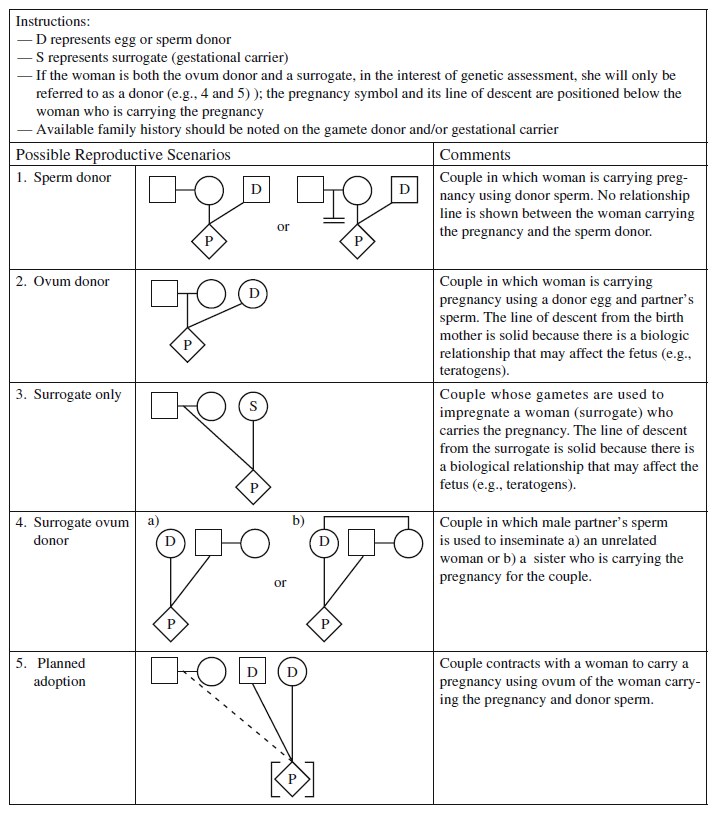 Instructions:
— D represents egg or sperm donor
— S represents surrogate (gestational carrier)
— If the woman is both the ovum donor and a surrogate, in the interest of genetic assessment, she will only be
referred to as a donor (e.g., 4 and 5) ); the pregnancy symbol and its line of descent are positioned below the
woman who is carrying the pregnancy
— Available family history should be noted on the gamete donor and/or gestational carrier
Possible Reproductive Scenarios
Comments
1. Sperm donor
D
P
or
D
P
Couple in which woman is carrying preg-
nancy using donor sperm. No relationship
line is shown between the woman carrying
the pregnancy and the sperm donor.
2. Ovum donor
D
P
Couple in which woman is carrying
pregnancy using a donor egg and partner's
sperm. The line of descent from the birth
mother is solid because there is a biologic
relationship that may affect the fetus (e.g.,
teratogens).
3. Surrogate only
S
P
Couple whose gametes are used to
impregnate a woman (surrogate) who
carries the pregnancy. The line of descent
from the surrogate is solid because there is
a biological relationship that may affect the
fetus (e.g., teratogens).
4. Surrogate ovum
donor
a)
D
P
or
b)
D
P
Couple in which male partner's sperm
is used to inseminate a) an unrelated
woman or b) a sister who is carrying the
pregnancy for the couple.
5. Planned
adoption
D
D
P
Couple contracts with a woman to carry a
pregnancy using ovum of the woman carry-
ing the pregnancy and donor sperm.